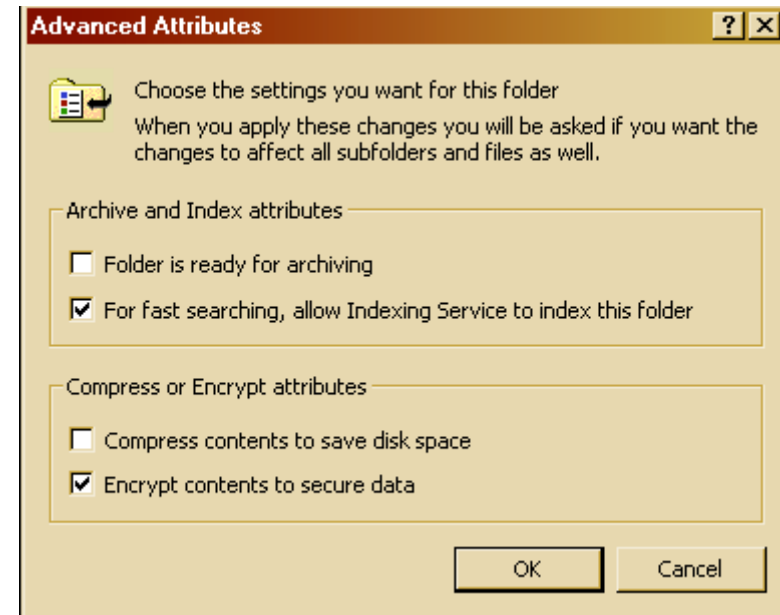 Advanced Attributes
Choose the settings you want for this folder
When you apply these changes you will be asked if you want the
changes to affect all subfolders and files as well.
Archive and Index attributes
Folder is ready for archiving
For fast searching, allow Indexing Service to index this folder
Compress or Encrypt attributes
Compress contents to save disk space
Encrypt contents to secure data
OK Cancel